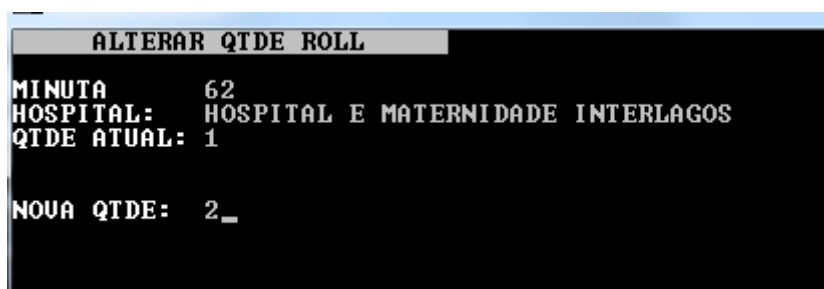 ALTERAR QTDE ROLL
MINUTA 62
HOSPITAL: HOSPITAL E MATERNIDADE INTERLAGOS
QTDE ATUAL: 1
NOVA QTDE: 2_